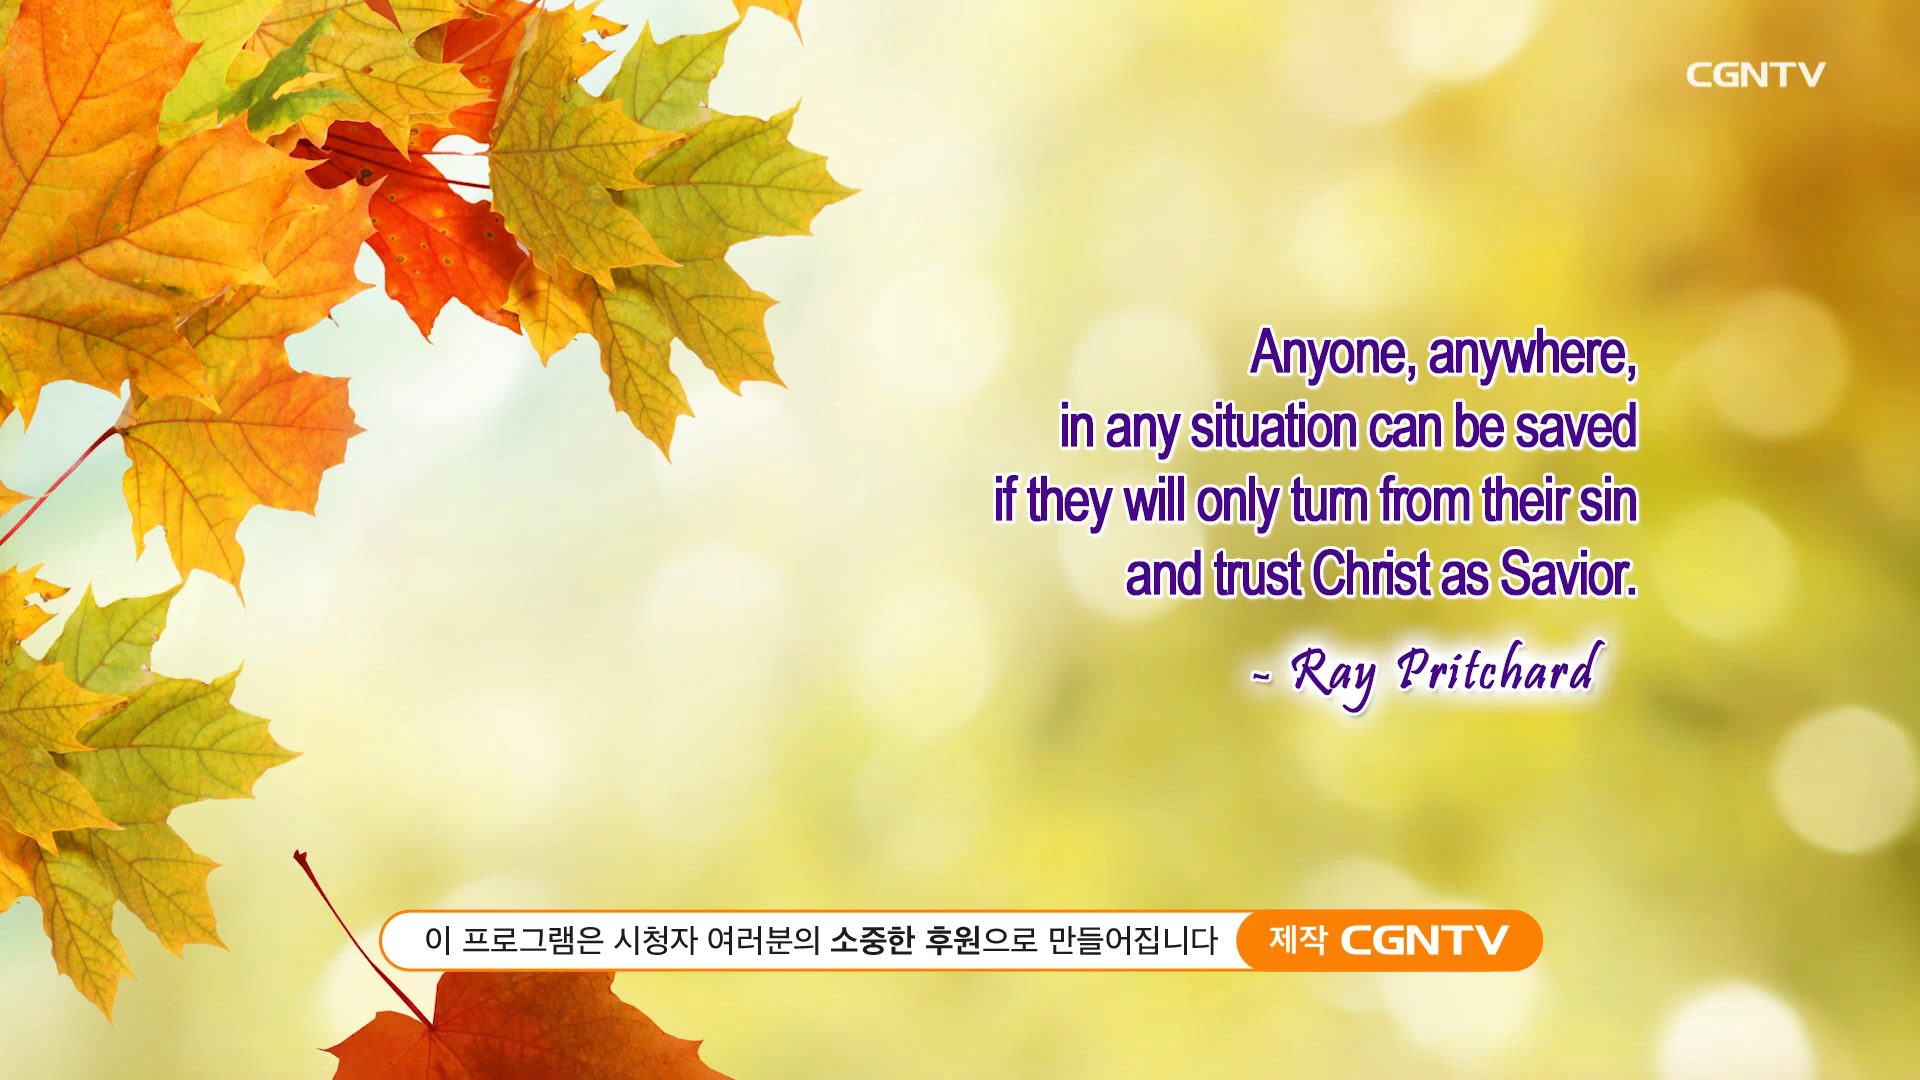 CGNTV
Anyone, anywhere,
in any situation can be saved
if they will only turn from their sin
and trust Christ as Savior.
- Ray Pritchard
이 프로그램은 시청자 여러분의 소중한 후원으로 만들어집니다 제작 CGNTV